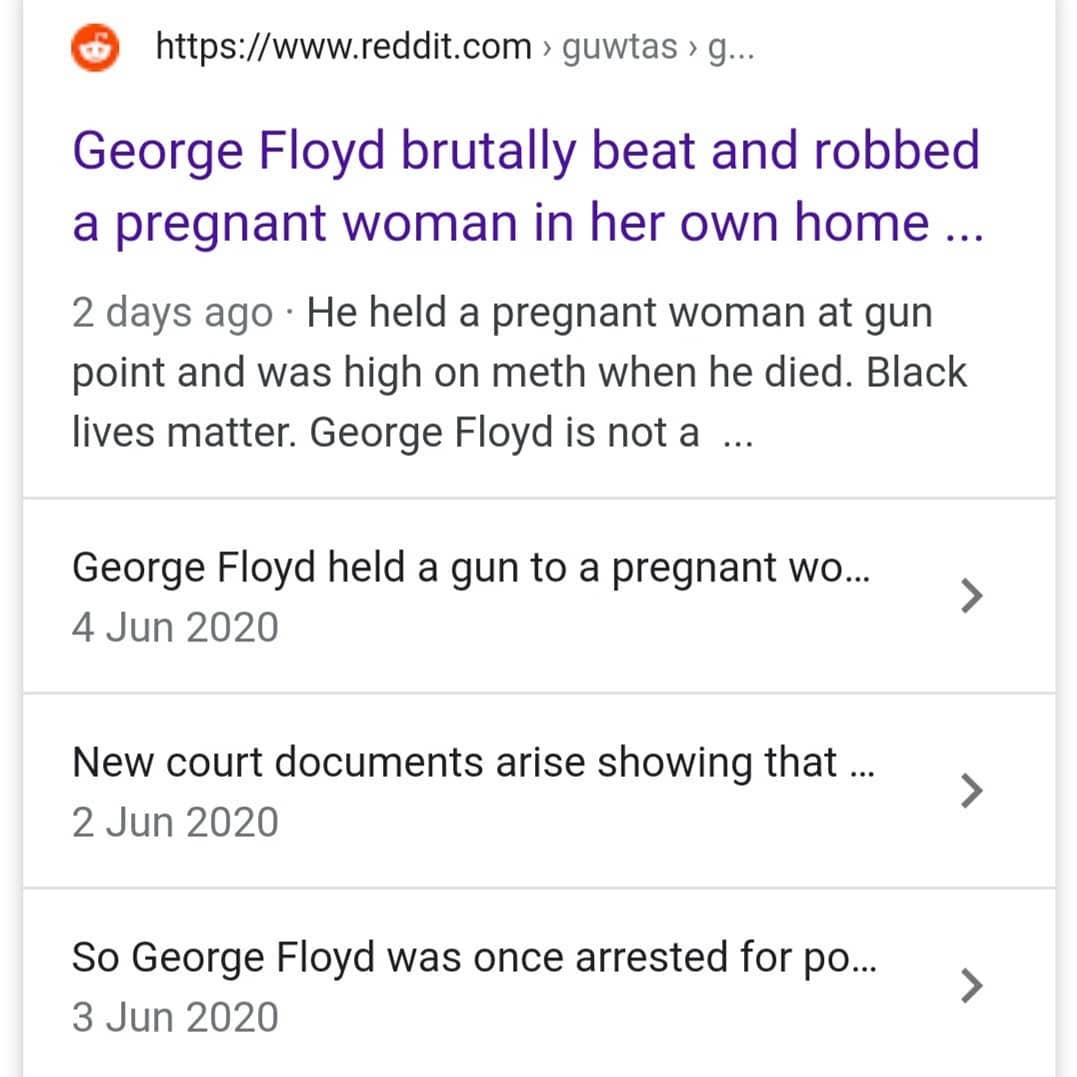 https://www.reddit.com › guwtas › g...
George Floyd brutally beat and robbed
a pregnant woman in her own home ...
2 days ago · He held a pregnant woman at gun
point and was high on meth when he died. Black
lives matter. George Floyd is not a ...
George Floyd held a gun to a pregnant wo...
4 Jun 2020
New court documents arise showing that ...
2 Jun 2020
So George Floyd was once arrested for po...
3 Jun 2020